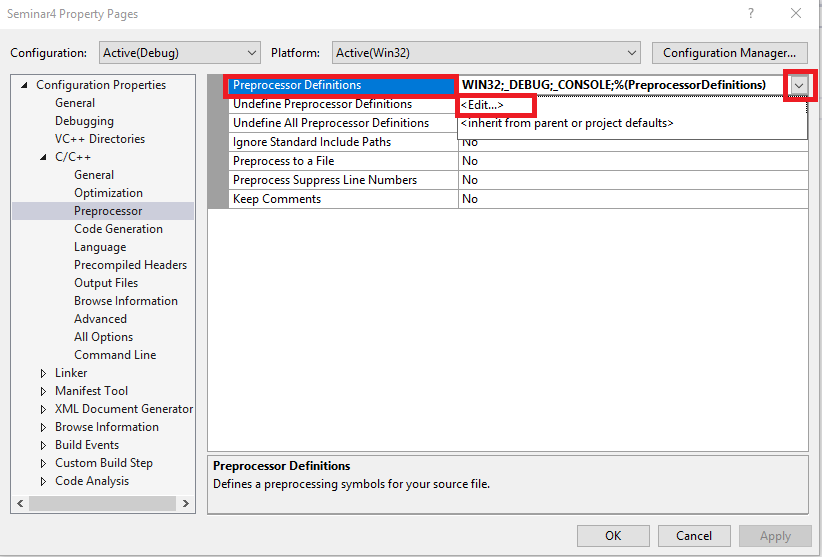 Seminar4 Property Pages
Configuration: Active(Debug) Platform: Active(Win32) Configuration Manager...
Configuration Properties
General
Debugging
VC++ Directories
C/C++
General
Optimization
Preprocessor
Code Generation
Language
Precompiled Headers
Output Files
Browse Information
Advanced
All Options
Command Line
Linker
Manifest Tool
XML Document Generator
Browse Information
Build Events
Custom Build Step
Code Analysis
Preprocessor Definitions WIN32;_DEBUG;_CONSOLE;%(PreprocessorDefinitions)
Undefine Preprocessor Definitions <Edit...>
Undefine All Preprocessor Definitions <inherit from parent or project defaults>
Ignore Standard Include Paths No
Preprocess to a File No
Preprocess Suppress Line Numbers No
Keep Comments No
Preprocessor Definitions
Defines a preprocessing symbols for your source file.
OK Cancel Apply